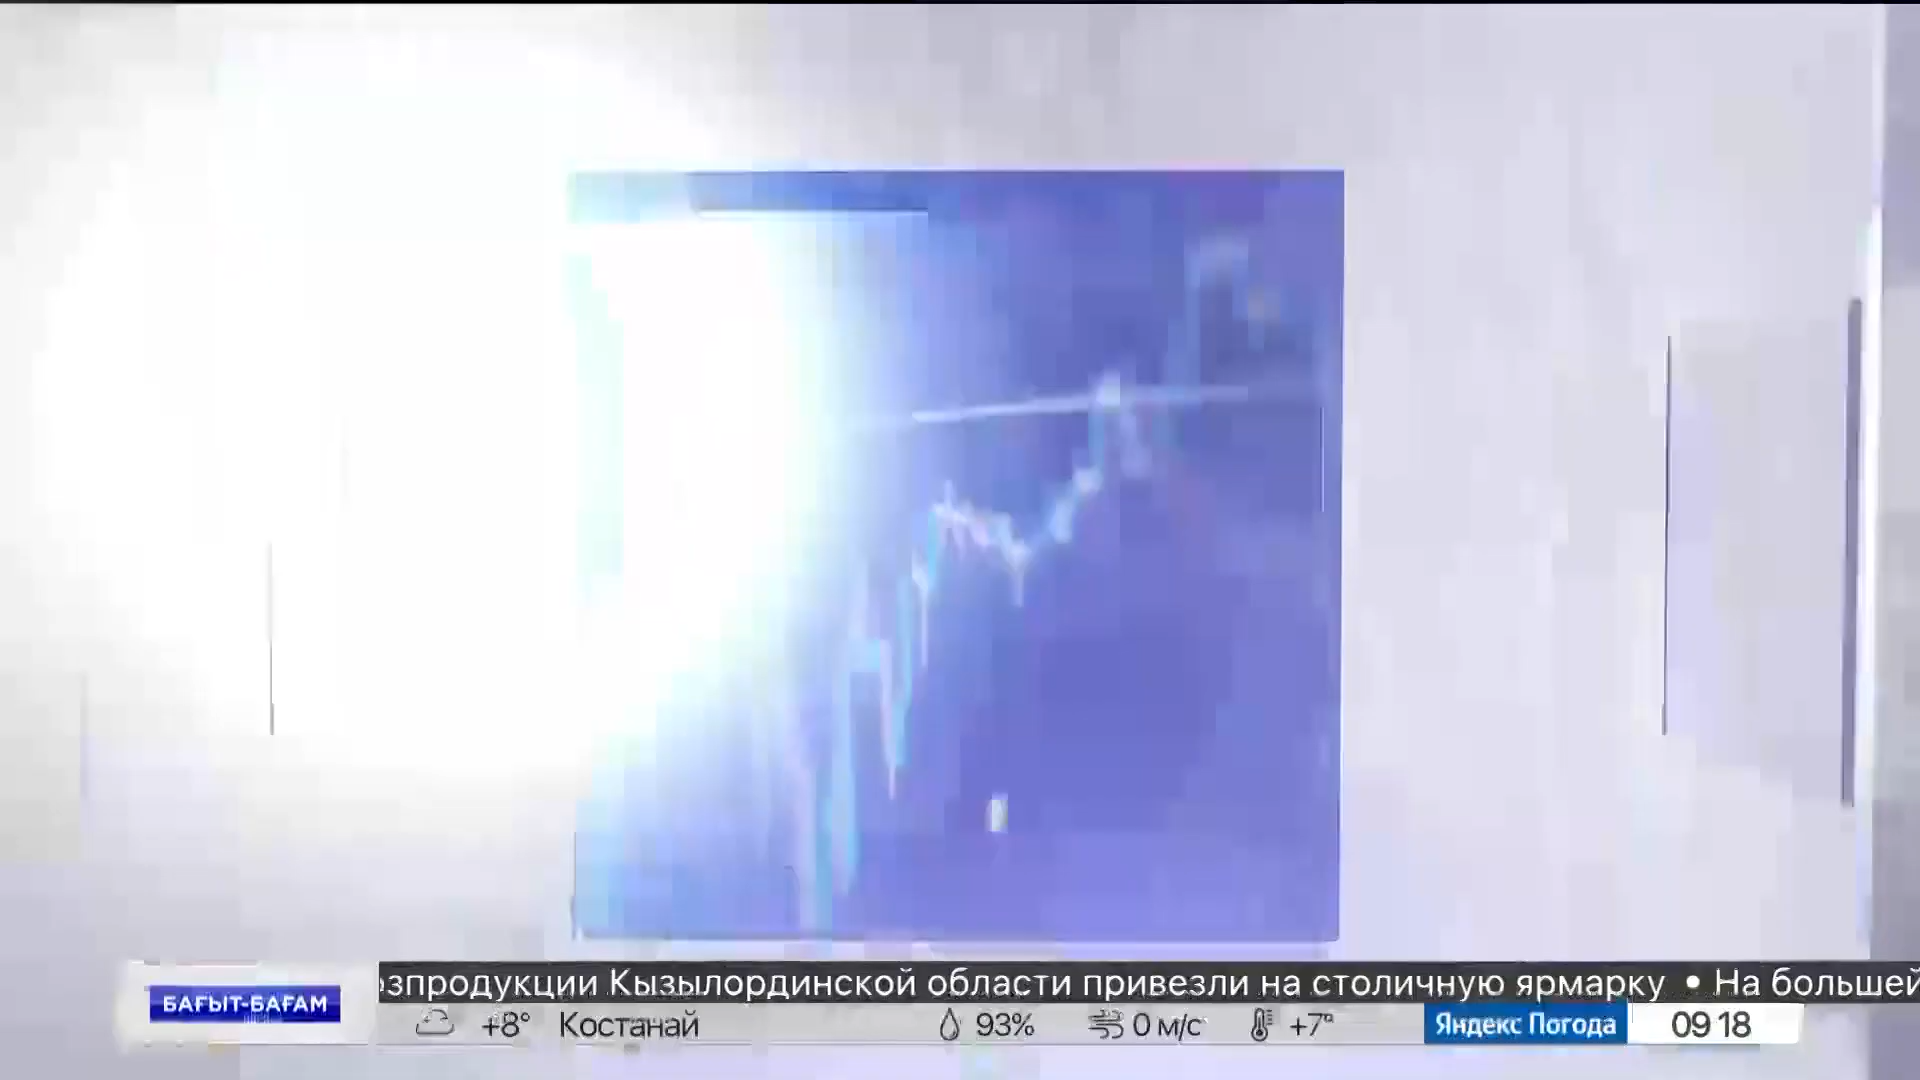 зпродукции Кызылординской области привезли на столичную ярмарку • На большей
БАҒЫТ-БАҒАМ
+8° Костанай 93% 0 м/с +7° Яндекс Погода 09 18